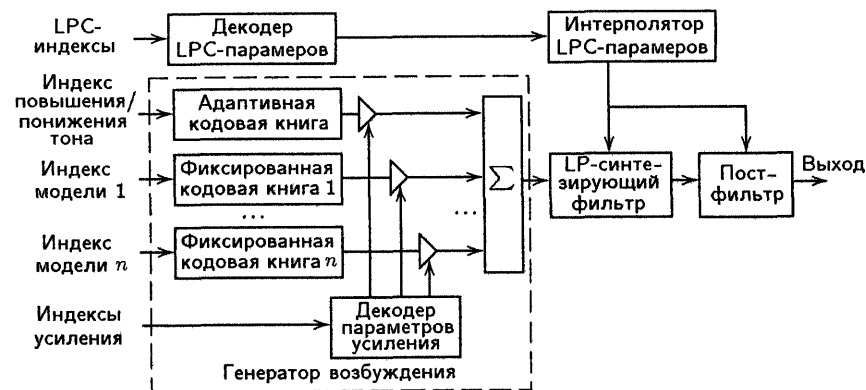 LPC-
индексы
Декодер
LPC-парамеров
Интерполятор
LPC-парамеров
Индекс
повышения/
понижения
тона
Адаптивная
кодовая книга
Индекс
модели 1
Фиксированная
кодовая книга 1
...
...
Σ
LP-синте-
зирующий
фильтр
Пост-
фильтр
Выход
Индекс
модели n
Фиксированная
кодовая книга n
Индексы
усиления
Декодер
параметров
усиления
Генератор возбуждения